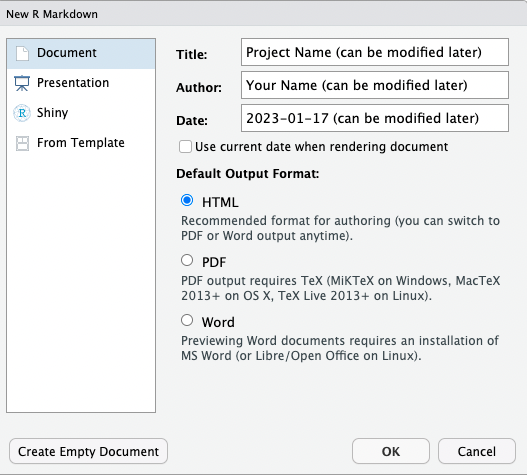 New R Markdown
Document
Presentation
Shiny
From Template
Title:
Project Name (can be modified later)
Author:
Your Name (can be modified later)
Date:
2023-01-17 (can be modified later)
Use current date when rendering document
Default Output Format:
HTML
Recommended format for authoring (you can switch to
PDF or Word output anytime).
PDF
PDF output requires TeX (MiKTeX on Windows, MacTeX
2013+ on OS X, TeX Live 2013+ on Linux).
Word
Previewing Word documents requires an installation of
MS Word (or Libre/Open Office on Linux).
Create Empty Document
OK
Cancel